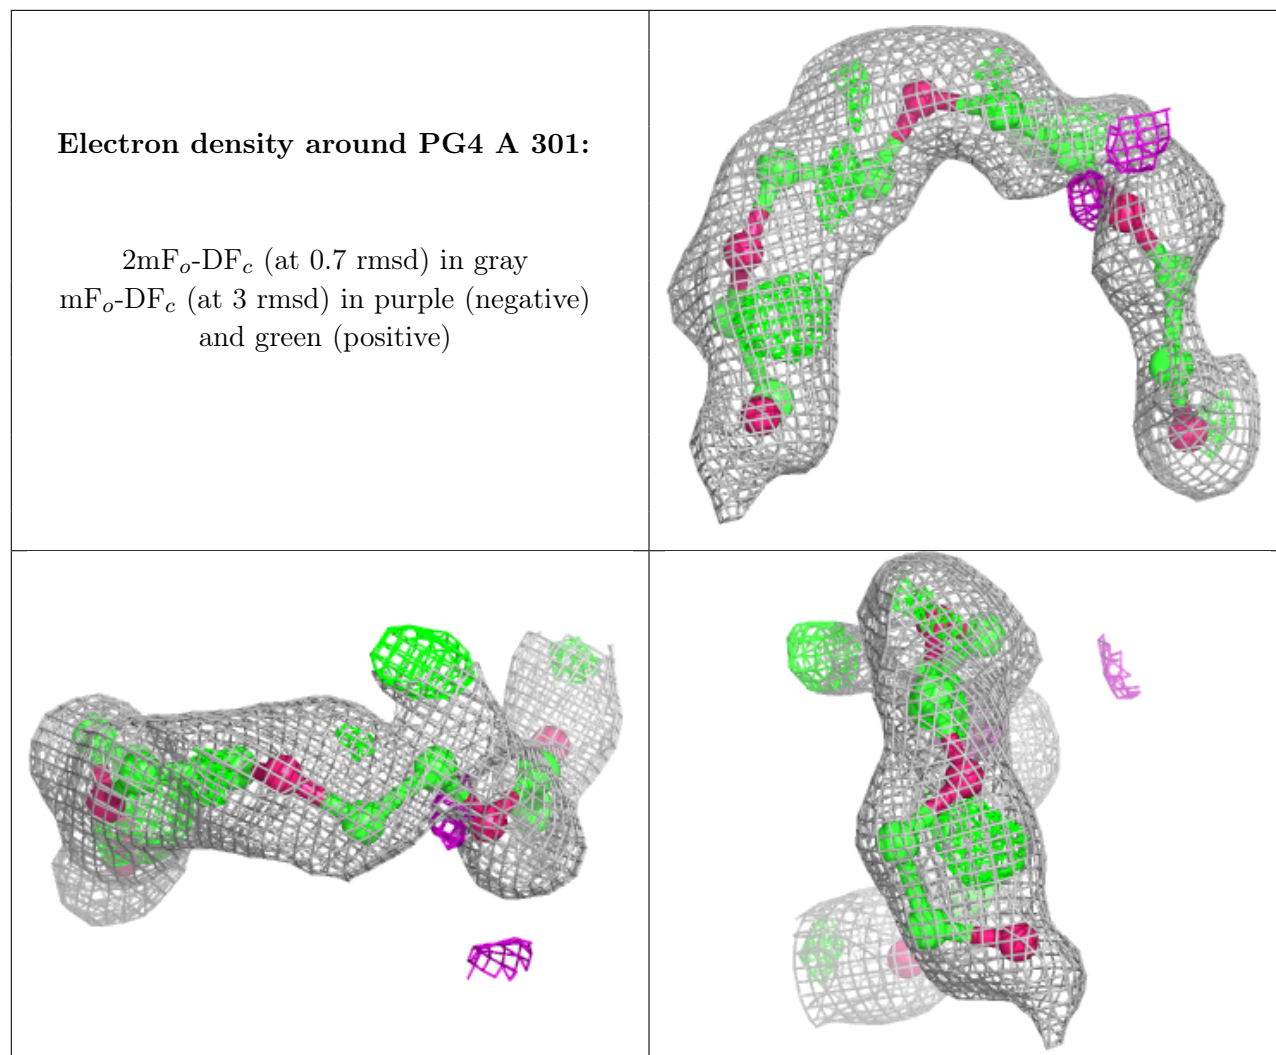 Electron density around PG4 A 301:
2mFo-DFc (at 0.7 rmsd) in gray
mFo-DFc (at 3 rmsd) in purple (negative)
and green (positive)